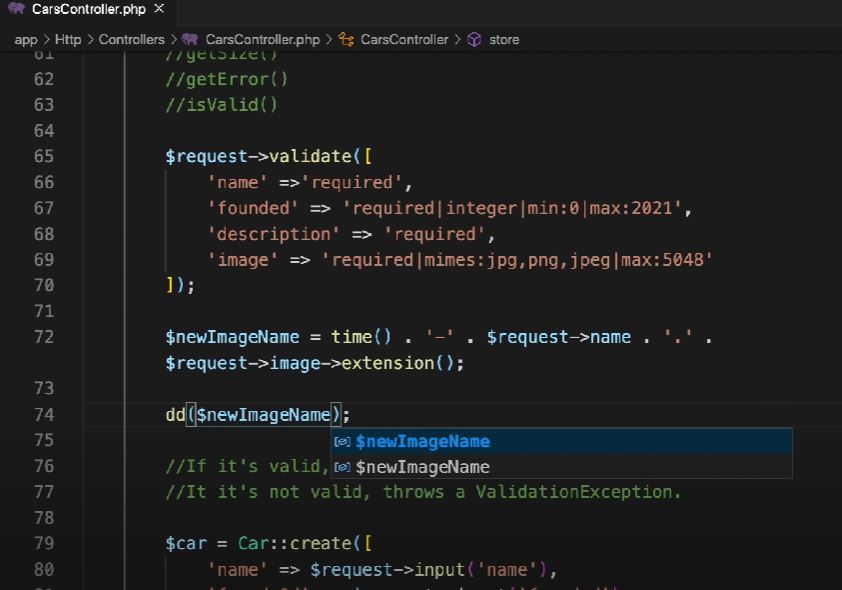 CarsController.php ×
app > Http > Controllers > CarsController.php > CarsController > store
61 //getSize()
62 //getError()
63 //isValid()
64
65 $request->validate([
66 'name' =>'required',
67 'founded' => 'required|integer|min:0|max:2021',
68 'description' => 'required',
69 'image' => 'required|mimes:jpg,png,jpeg|max:5048'
70 ]);
71
72 $newImageName = time() . '-' . $request->name . '.' .
$request->image->extension();
73
74 dd($newImageName);
75 $newImageName
76 //If it's valid, $newImageName
77 //It it's not valid, throws a ValidationException.
78
79 $car = Car::create([
80 'name' => $request->input('name'),